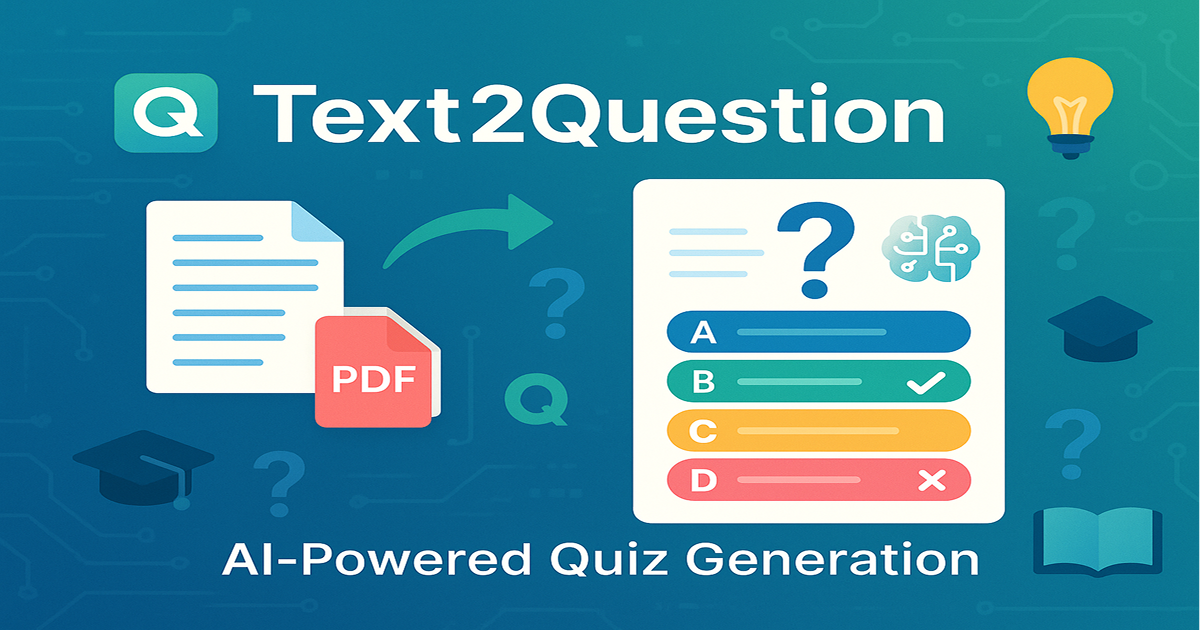 Q Text2Question
PDF
?
A
B
C
D
?
Q
?
?
?
AI-Powered Quiz Generation